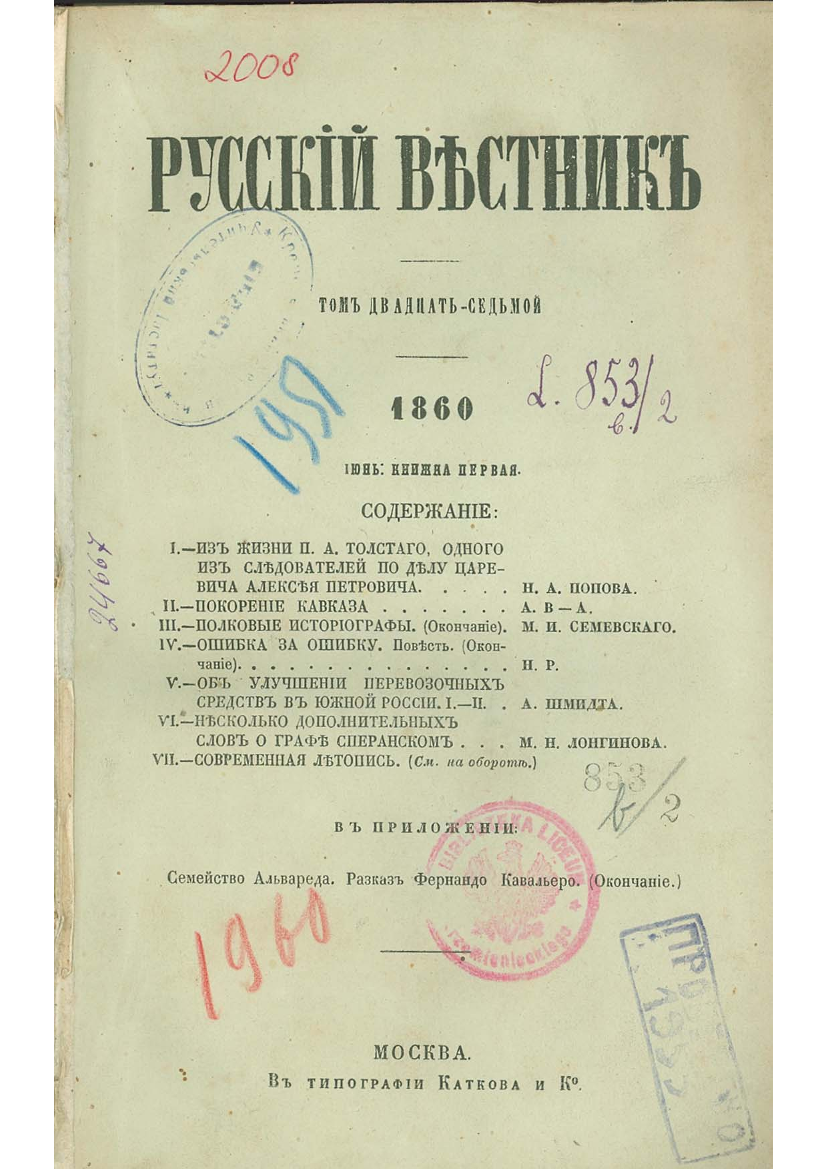 2008
РУССКІЙ ВѢСТНИКЪ
ТОМЪ ДВАДЦАТЬ-СЕДЬМОЙ
1951
1860
L. 853/2
в.
ІЮНЬ: КНИЖКА ПЕРВАЯ.
СОДЕРЖАНІЕ:
I.—ИЗЪ ЖИЗНИ П. А. ТОЛСТАГО, ОДНОГО
ИЗЪ СЛѢДОВАТЕЛЕЙ ПО ДѢЛУ ЦАРЕ-
ВИЧА АЛЕКСѢЯ ПЕТРОВИЧА. . . . . Н. А. ПОПОВА.
II.—ПОКОРЕНІЕ КАВКАЗА . . . . . . . А. В—А.
III.—ПОЛКОВЫЕ ИСТОРІОГРАФЫ. (Окончаніе). М. И. СЕМЕВСКАГО.
IV.—ОШИБКА ЗА ОШИБКУ. Повѣсть. (Окон-
чаніе). . . . . . . . . . . . . . . Н. Р.
V.—ОБЪ УЛУЧШЕНІИ ПЕРЕВОЗОЧНЫХЪ
СРЕДСТВЪ ВЪ ЮЖНОЙ РОССІИ. I.—II. . А. ШМИДТА.
VI.—НѢСКОЛЬКО ДОПОЛНИТЕЛЬНЫХЪ
СЛОВЪ О ГРАФѢ СПЕРАНСКОМЪ . . . М. Н. ЛОНГИНОВА.
VII.—СОВРЕМЕННАЯ ЛѢТОПИСЬ. (См. на оборотѣ.)
24667
853
в/2
ВЪ ПРИЛОЖЕНІИ:
BIBLIOTEKA LICEUM
Семейство Альвареда. Разказъ Фернандо Кавальеро. (Окончаніе.)
1960
МОСКВА.
Въ типографіи Каткова и К°.